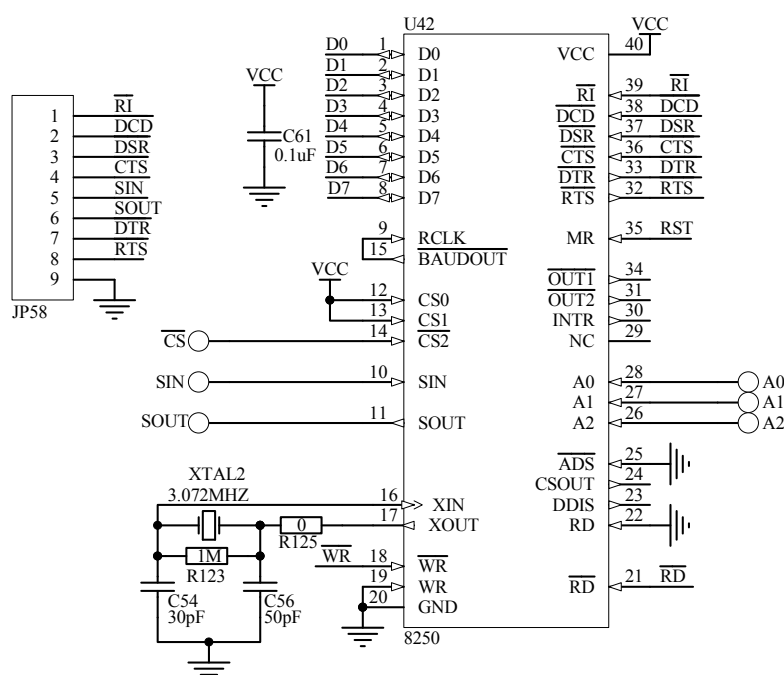 U42
VCC
VCC
VCC
VCC
C61
0.1uF
1 RI
2 DCD
3 DSR
4 CTS
5 SIN
6 SOUT
7 DTR
8 RTS
9
JP58
D0 1 D0
D1 2 D1
D2 3 D2
D3 4 D3
D4 5 D4
D5 6 D5
D6 7 D6
D7 8 D7
9 RCLK
15 BAUDOUT
12 CS0
13 CS1
CS 14 CS2
SIN 10 SIN
SOUT 11 SOUT
XTAL2
3.072MHZ
16 XIN
17 XOUT
0
R125
1M
R123
C54
30pF
C56
50pF
WR 18 WR
19 WR
20 GND
8250
40
RI 39 RI
DCD 38 DCD
DSR 37 DSR
CTS 36 CTS
DTR 33 DTR
RTS 32 RTS
MR 35 RST
OUT1 34
OUT2 31
INTR 30
NC 29
A0 28 A0
A1 27 A1
A2 26 A2
ADS 25
CSOUT 24
DDIS 23
RD 22
RD 21 RD